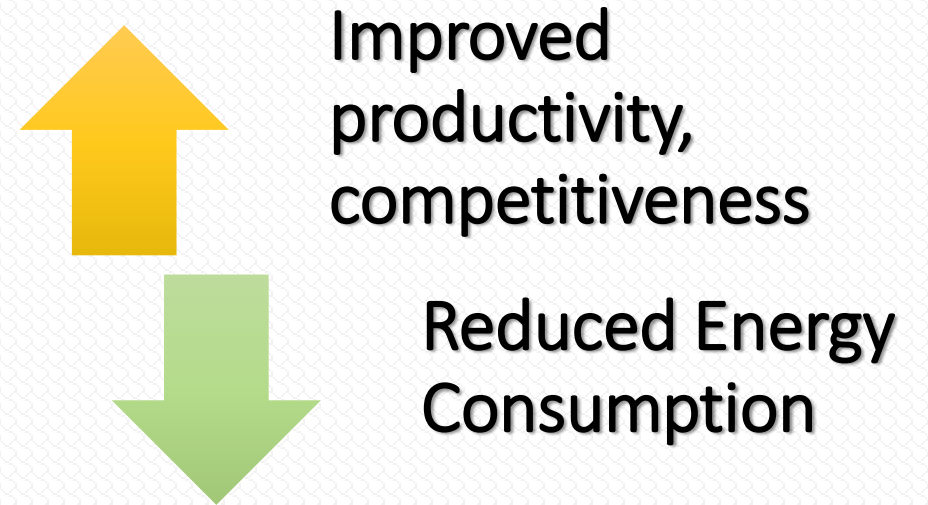 Improved
productivity,
competitiveness
Reduced Energy
Consumption